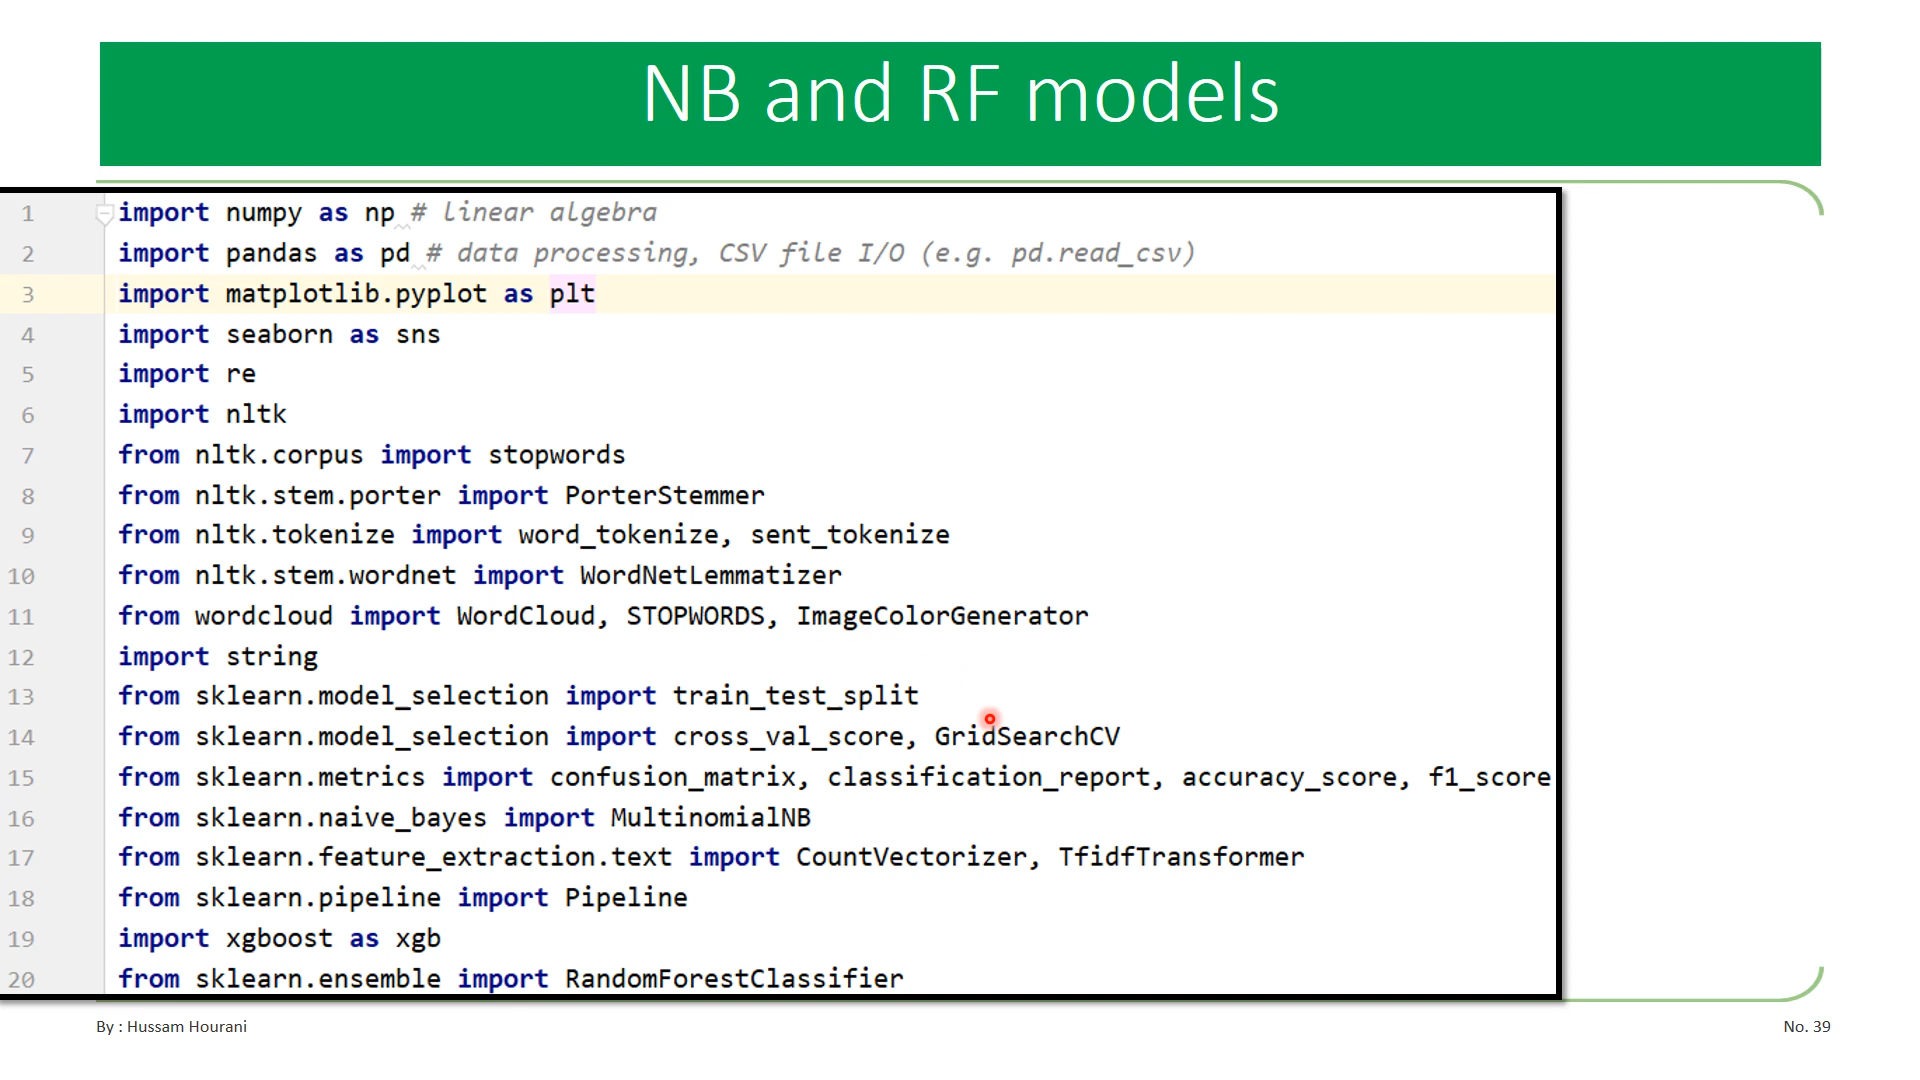 NB and RF models
1 import numpy as np # linear algebra
2 import pandas as pd # data processing, CSV file I/O (e.g. pd.read_csv)
3 import matplotlib.pyplot as plt
4 import seaborn as sns
5 import re
6 import nltk
7 from nltk.corpus import stopwords
8 from nltk.stem.porter import PorterStemmer
9 from nltk.tokenize import word_tokenize, sent_tokenize
10 from nltk.stem.wordnet import WordNetLemmatizer
11 from wordcloud import WordCloud, STOPWORDS, ImageColorGenerator
12 import string
13 from sklearn.model_selection import train_test_split
14 from sklearn.model_selection import cross_val_score, GridSearchCV
15 from sklearn.metrics import confusion_matrix, classification_report, accuracy_score, f1_score
16 from sklearn.naive_bayes import MultinomialNB
17 from sklearn.feature_extraction.text import CountVectorizer, TfidfTransformer
18 from sklearn.pipeline import Pipeline
19 import xgboost as xgb
20 from sklearn.ensemble import RandomForestClassifier
By : Hussam Hourani
No. 39